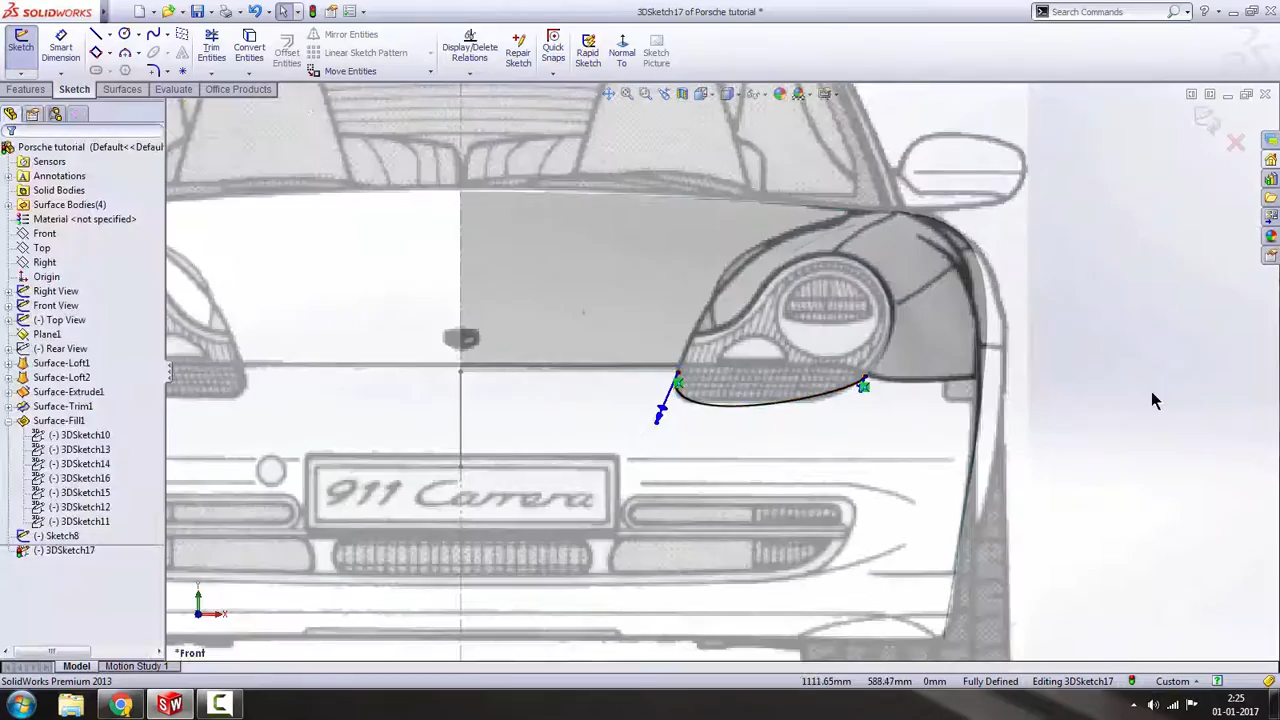 SOLIDWORKS
3DSketch17 of Porsche tutorial *
Search Commands
Sketch
Smart Dimension
Trim Entities
Convert Entities
Offset Entities
Mirror Entities
Linear Sketch Pattern
Move Entities
Display/Delete Relations
Repair Sketch
Quick Snaps
Rapid Sketch
Normal To
Sketch Picture
Features
Sketch
Surfaces
Evaluate
Office Products
Porsche tutorial (Default<<Defaul
Sensors
Annotations
Solid Bodies
Surface Bodies(4)
Material <not specified>
Front
Top
Right
Origin
Right View
Front View
(-) Top View
Plane1
(-) Rear View
Surface-Loft1
Surface-Loft2
Surface-Extrude1
Surface-Trim1
Surface-Fill1
(-) 3DSketch10
(-) 3DSketch13
(-) 3DSketch14
(-) 3DSketch16
(-) 3DSketch15
(-) 3DSketch12
(-) 3DSketch11
(-) Sketch8
(-) 3DSketch17
911 Carrera
Y
X
*Front
Model
Motion Study 1
SolidWorks Premium 2013
1111.65mm
588.47mm
0mm
Fully Defined
Editing 3DSketch17
Custom
2:25
01-01-2017